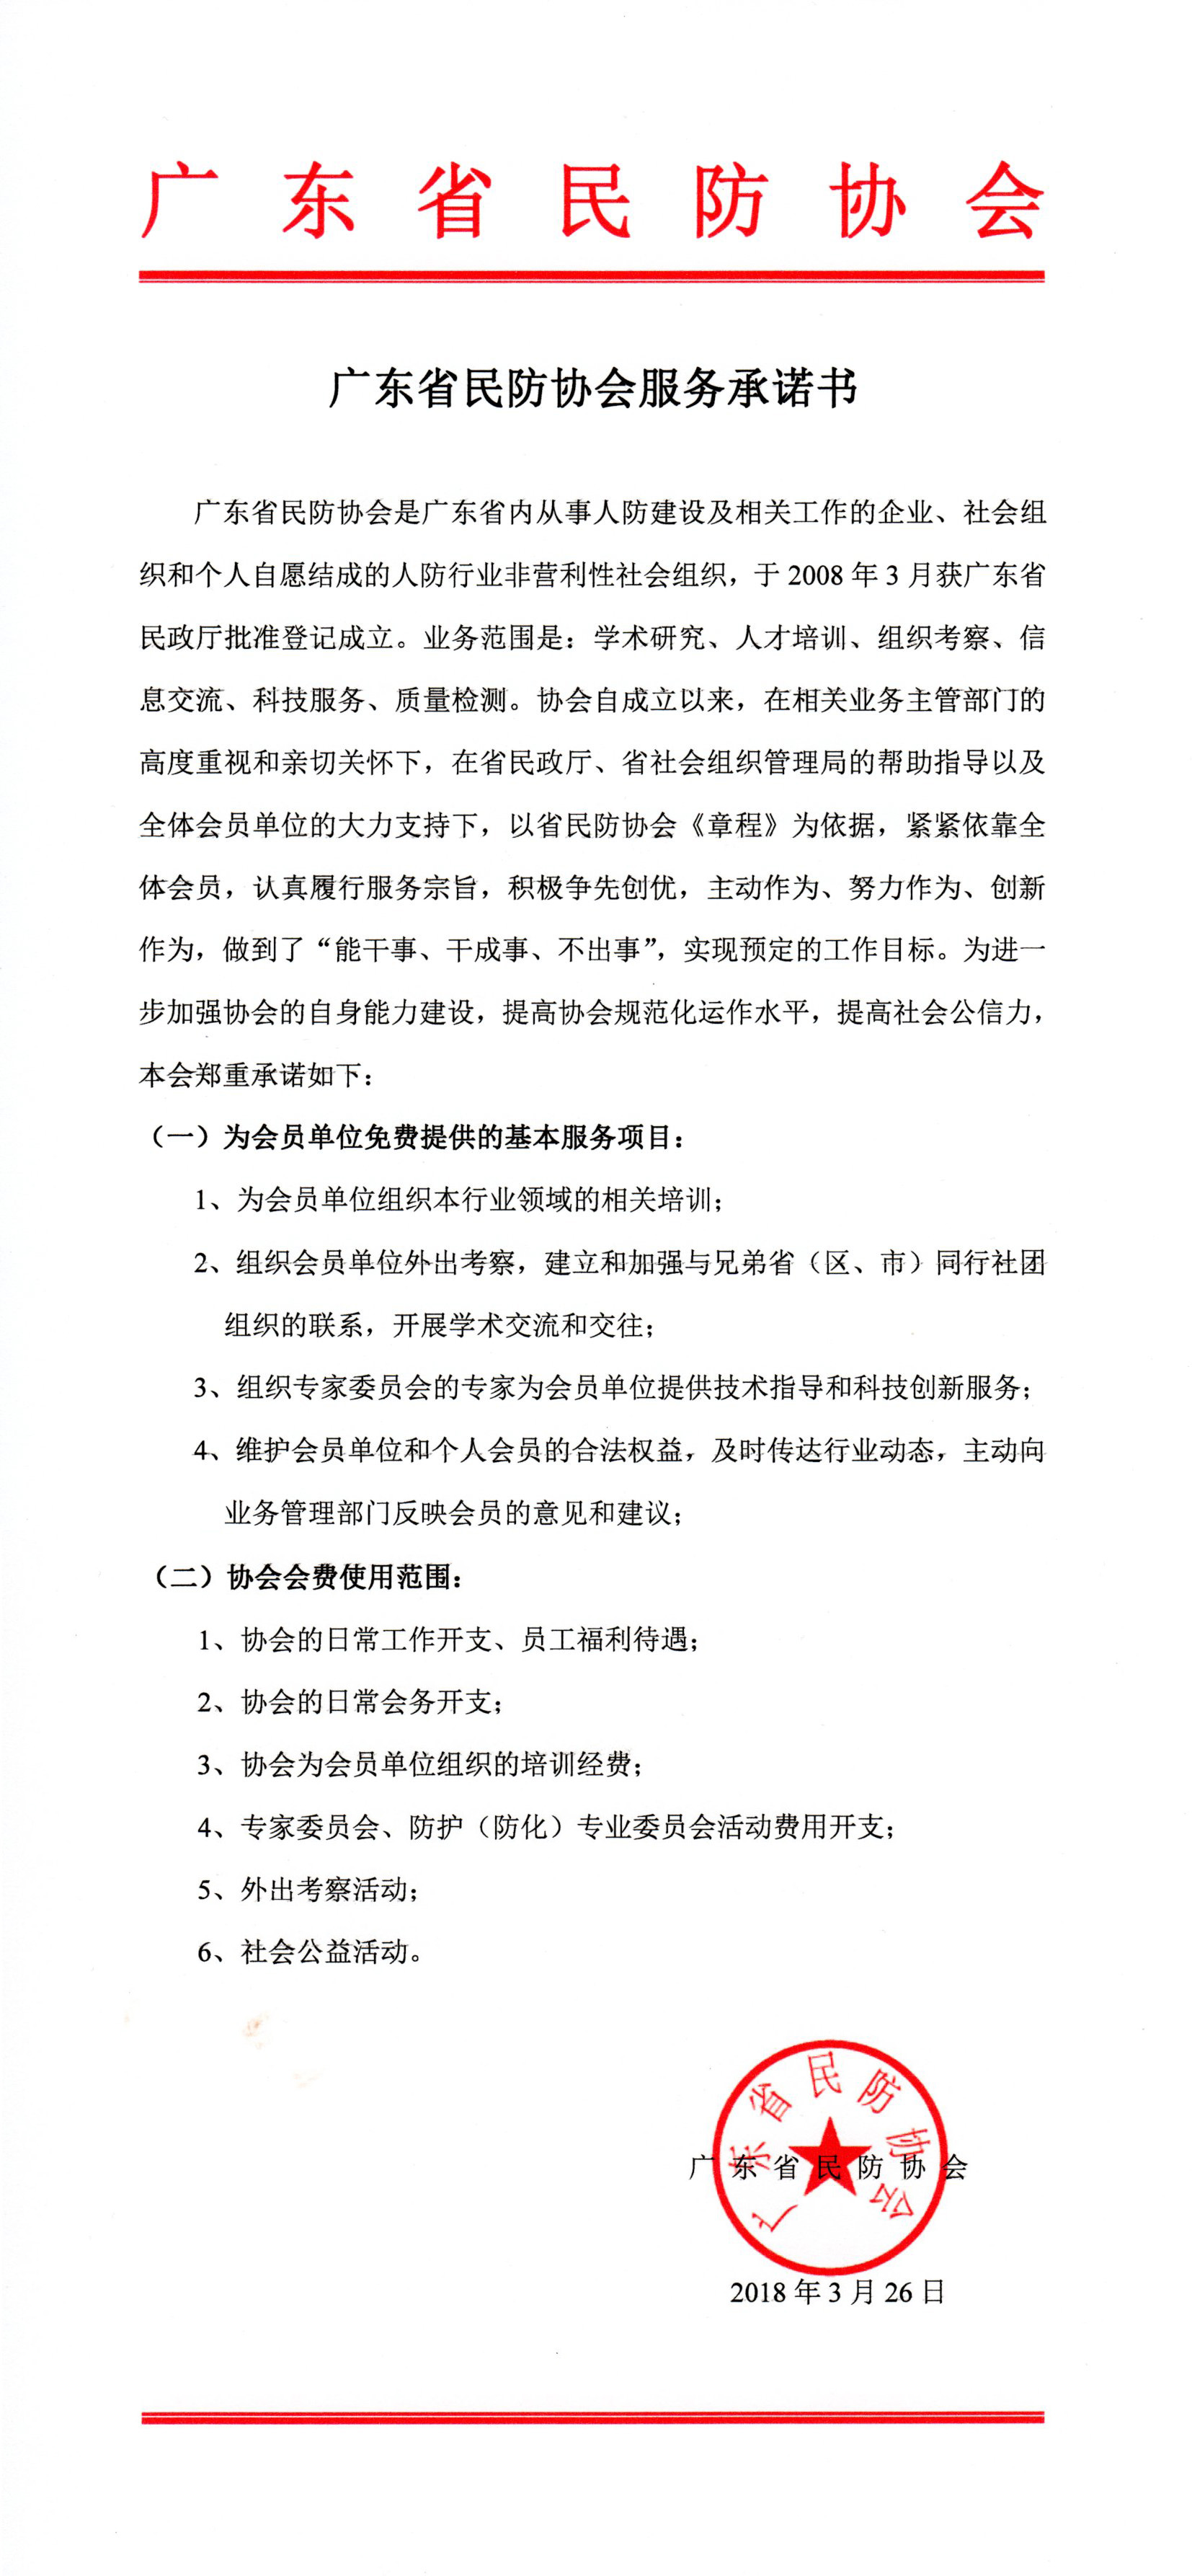 广东省民防协会
广东省民防协会服务承诺书
广东省民防协会是广东省内从事人防建设及相关工作的企业、社会组
织和个人自愿结成的人防行业非营利性社会组织，于 2008 年 3 月获广东省
民政厅批准登记成立。业务范围是：学术研究、人才培训、组织考察、信
息交流、科技服务、质量检测。协会自成立以来，在相关业务主管部门的
高度重视和亲切关怀下，在省民政厅、省社会组织管理局的帮助指导以及
全体会员单位的大力支持下，以省民防协会《章程》为依据，紧紧依靠全
体会员，认真履行服务宗旨，积极争先创优，主动作为、努力作为、创新
作为，做到了“能干事、干成事、不出事”，实现预定的工作目标。为进一
步加强协会的自身能力建设，提高协会规范化运作水平，提高社会公信力，
本会郑重承诺如下：
（一）为会员单位免费提供的基本服务项目：
1、为会员单位组织本行业领域的相关培训；
2、组织会员单位外出考察，建立和加强与兄弟省（区、市）同行社团
组织的联系，开展学术交流和交往；
3、组织专家委员会的专家为会员单位提供技术指导和科技创新服务；
4、维护会员单位和个人会员的合法权益，及时传达行业动态，主动向
业务管理部门反映会员的意见和建议；
（二）协会会费使用范围：
1、协会的日常工作开支、员工福利待遇；
2、协会的日常会务开支；
3、协会为会员单位组织的培训经费；
4、专家委员会、防护（防化）专业委员会活动费用开支；
5、外出考察活动；
6、社会公益活动。
广东省民防协会
广东省民防协会
2018 年 3 月 26 日